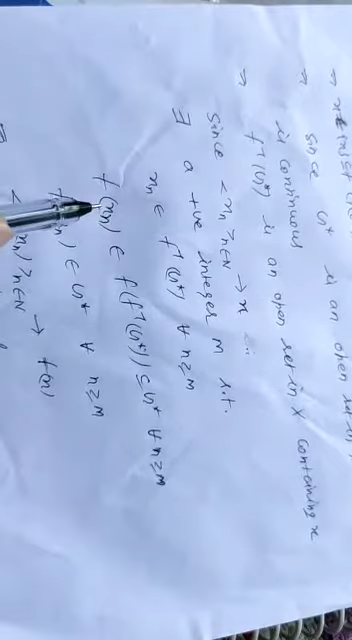 Since G* is an open set in
is continuous
⇒ f⁻¹(G*) is an open set in X containing x
Since <xₙ>ₙ∈N → x ∴
∃ a +ve integer m s.t.
xₙ ∈ f⁻¹(G*) ∀ n≥m
f(xₙ) ∈ f(f⁻¹(G*)) ⊆ G* ∀ n≥m
) ∈ G* ∀ n≥m
xₙ)>ₙ∈N → f(x)